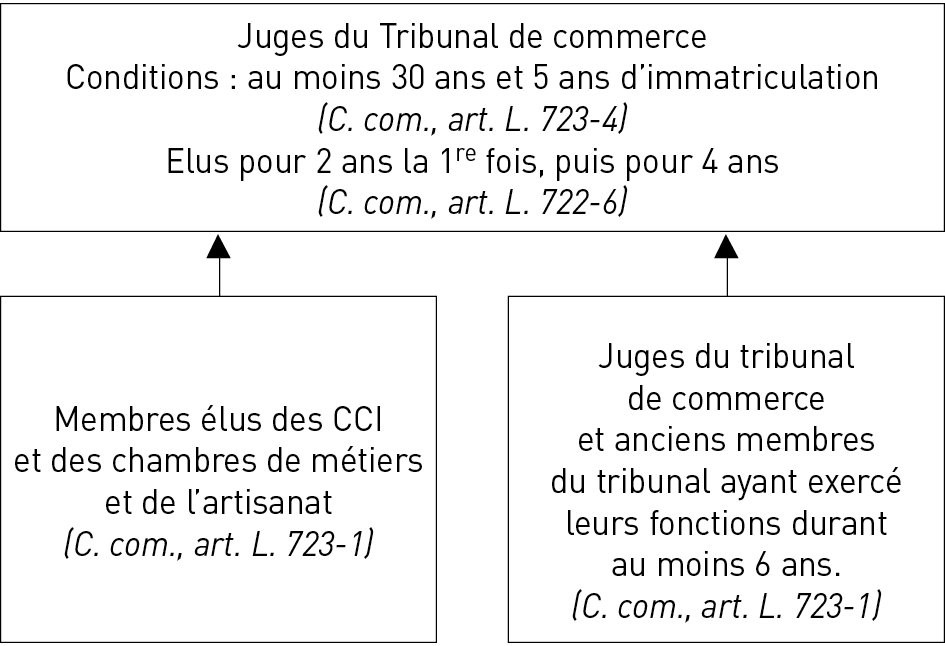 Juges du Tribunal de commerce
Conditions : au moins 30 ans et 5 ans d'immatriculation
(C. com., art. L. 723-4)
Elus pour 2 ans la 1re fois, puis pour 4 ans
(C. com., art. L. 722-6)
Membres élus des CCI
et des chambres de métiers
et de l'artisanat
(C. com., art. L. 723-1)
Juges du tribunal
de commerce
et anciens membres
du tribunal ayant exercé
leurs fonctions durant
au moins 6 ans.
(C. com., art. L. 723-1)